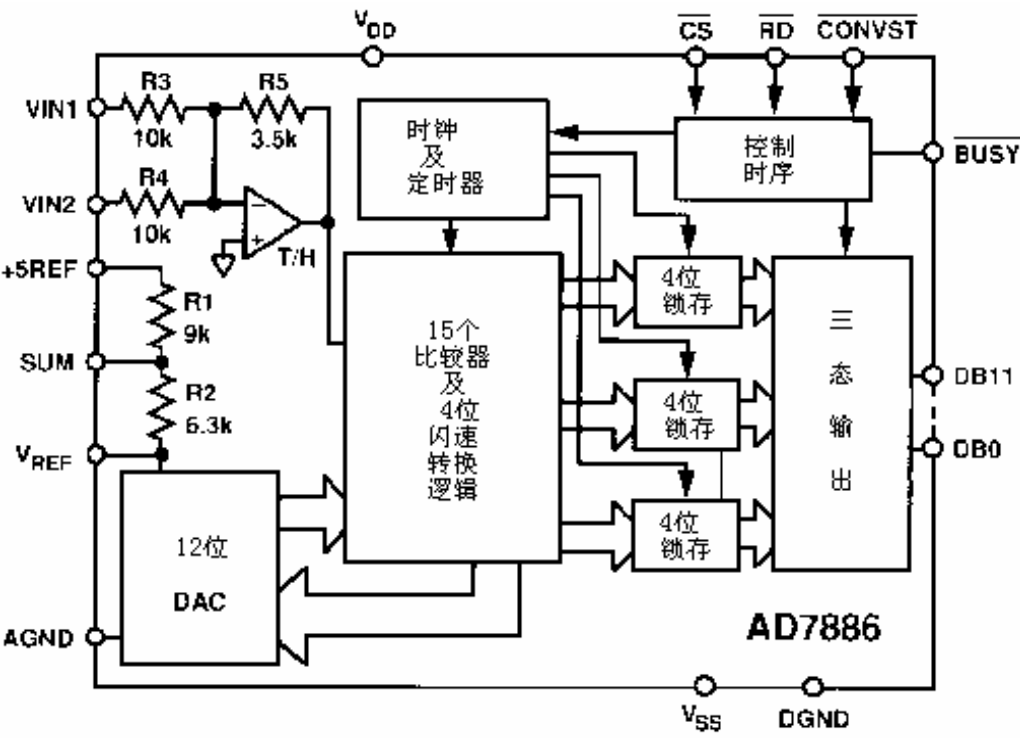 VDD
CS
RD
CONVST
VIN1
R3
10k
R5
3.5k
时钟
及
定时器
控制
时序
BUSY
VIN2
R4
10k
T/H
+5REF
R1
9k
SUM
R2
6.3k
VREF
15个
比较器
及
4位
闪速
转换
逻辑
4位
锁存
4位
锁存
4位
锁存
三
态
输
出
DB11
DB0
12位
DAC
AGND
AD7886
VSS
DGND